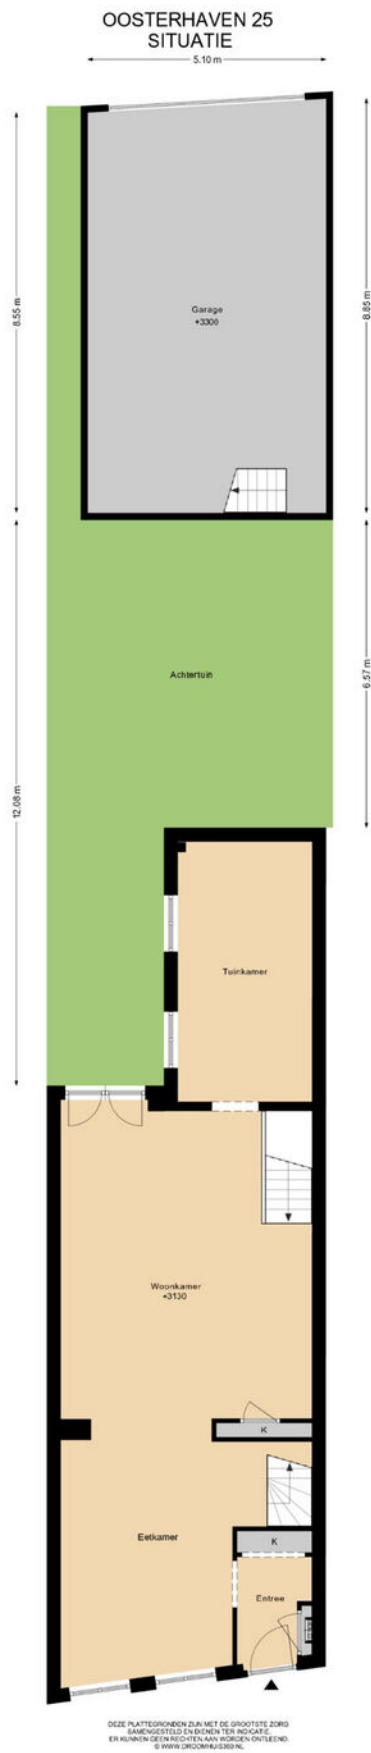 OOSTERHAVEN 25
SITUATIE
5.10 m
8.55 m
8.85 m
Garage
+3300
Achtertuin
6.57 m
12.08 m
Tuinkamer
Woonkamer
+3130
K
Eetkamer
K
Entree
DEZE PLATTEGRONDEN ZIJN MET DE GROOTSTE ZORG
SAMENGESTELD EN DIENEN TER INDICATIE.
ER KUNNEN GEEN RECHTEN AAN WORDEN ONTLEEND.
© WWW.DROOMHUIS360.NL